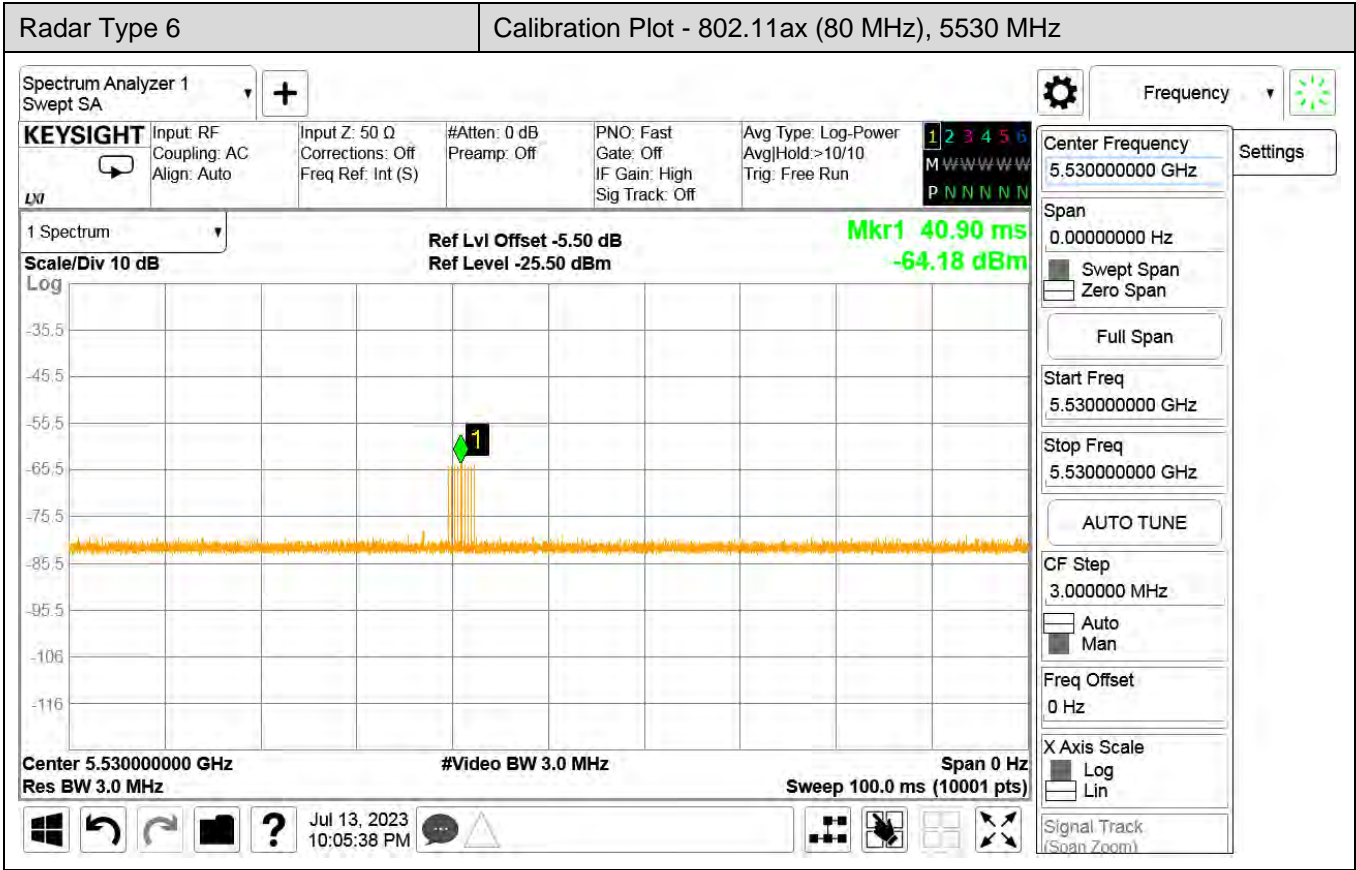 Radar Type 6
Calibration Plot - 802.11ax (80 MHz), 5530 MHz
Spectrum Analyzer 1
Swept SA
+
Frequency
KEYSIGHT
LXI
Input: RF
Coupling: AC
Align: Auto
Input Z: 50 Ω
Corrections: Off
Freq Ref: Int (S)
#Atten: 0 dB
Preamp: Off
PNO: Fast
Gate: Off
IF Gain: High
Sig Track: Off
Avg Type: Log-Power
Avg|Hold:>10/10
Trig: Free Run
1 2 3 4 5 6
M W W W W W
P N N N N N
Settings
1 Spectrum
Scale/Div 10 dB
Ref Lvl Offset -5.50 dB
Ref Level -25.50 dBm
Mkr1 40.90 ms
-64.18 dBm
Log
-35.5
-45.5
-55.5
-65.5
-75.5
-85.5
-95.5
-106
-116
1
Center 5.530000000 GHz
Res BW 3.0 MHz
#Video BW 3.0 MHz
Span 0 Hz
Sweep 100.0 ms (10001 pts)
Center Frequency
5.530000000 GHz
Span
0.00000000 Hz
Swept Span
Zero Span
Full Span
Start Freq
5.530000000 GHz
Stop Freq
5.530000000 GHz
AUTO TUNE
CF Step
3.000000 MHz
Auto
Man
Freq Offset
0 Hz
X Axis Scale
Log
Lin
Signal Track
(Span Zoom)
?
Jul 13, 2023
10:05:38 PM